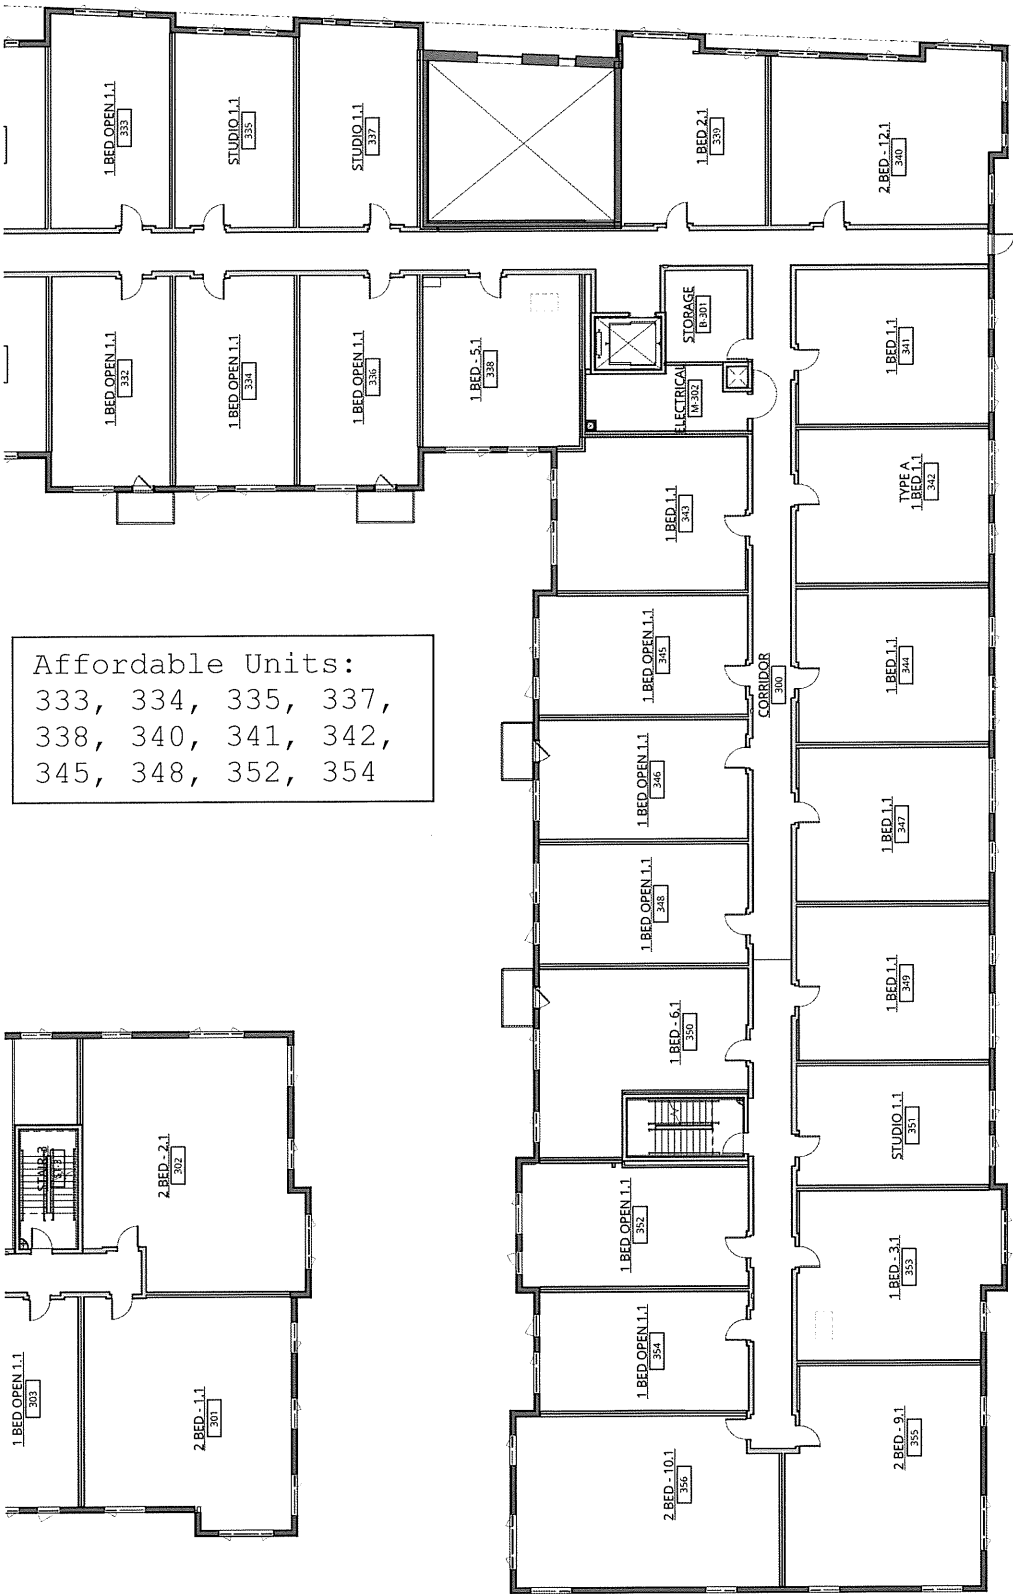 1 BED OPEN 1.1
333
STUDIO 1.1
335
STUDIO 1.1
337
1 BED 2.1
339
2 BED - 12.1
340
1 BED OPEN 1.1
332
1 BED OPEN 1.1
334
1 BED OPEN 1.1
336
1 BED - 5.1
338
STORAGE
B-301
ELECTRICAL
M-302
1 BED 1.1
341
TYPE A
1 BED 1.1
342
1 BED 1.1
343
1 BED OPEN 1.1
345
CORRIDOR
300
1 BED 1.1
344
Affordable Units:
333, 334, 335, 337,
338, 340, 341, 342,
345, 348, 352, 354
1 BED OPEN 1.1
346
1 BED 1.1
347
1 BED OPEN 1.1
348
1 BED 1.1
349
1 BED - 6.1
350
STUDIO 1.1
351
STAIR 3
2 BED - 2.1
302
1 BED OPEN 1.1
352
1 BED - 3.1
353
1 BED OPEN 1.1
303
2 BED - 1.1
301
1 BED OPEN 1.1
354
2 BED - 10.1
356
2 BED - 9.1
355